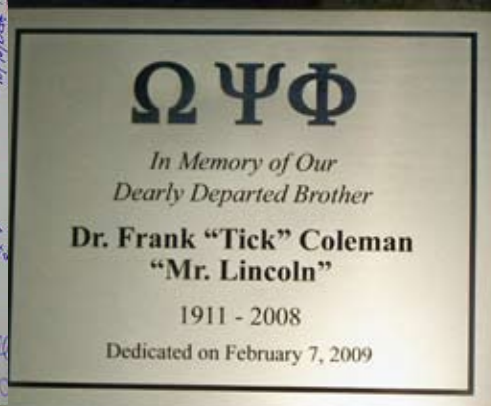 ΩΨΦ
In Memory of Our
Dearly Departed Brother
Dr. Frank “Tick” Coleman
“Mr. Lincoln”
1911 - 2008
Dedicated on February 7, 2009